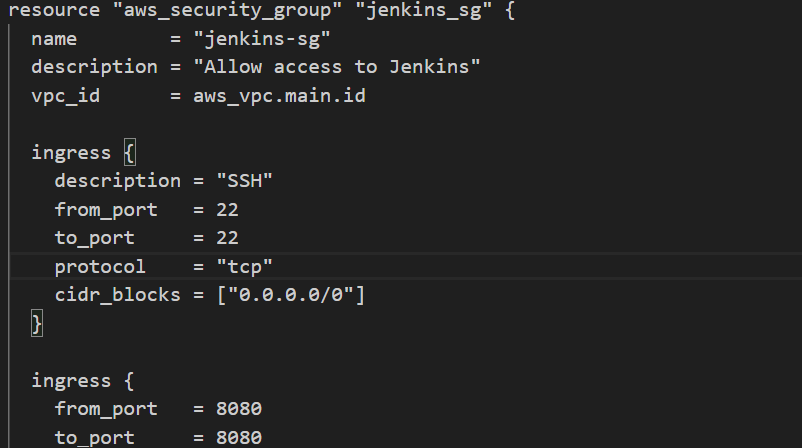 resource "aws_security_group" "jenkins_sg" {
  name        = "jenkins-sg"
  description = "Allow access to Jenkins"
  vpc_id      = aws_vpc.main.id

  ingress {
    description = "SSH"
    from_port   = 22
    to_port     = 22
    protocol    = "tcp"
    cidr_blocks = ["0.0.0.0/0"]
  }

  ingress {
    from_port   = 8080
    to_port     = 8080